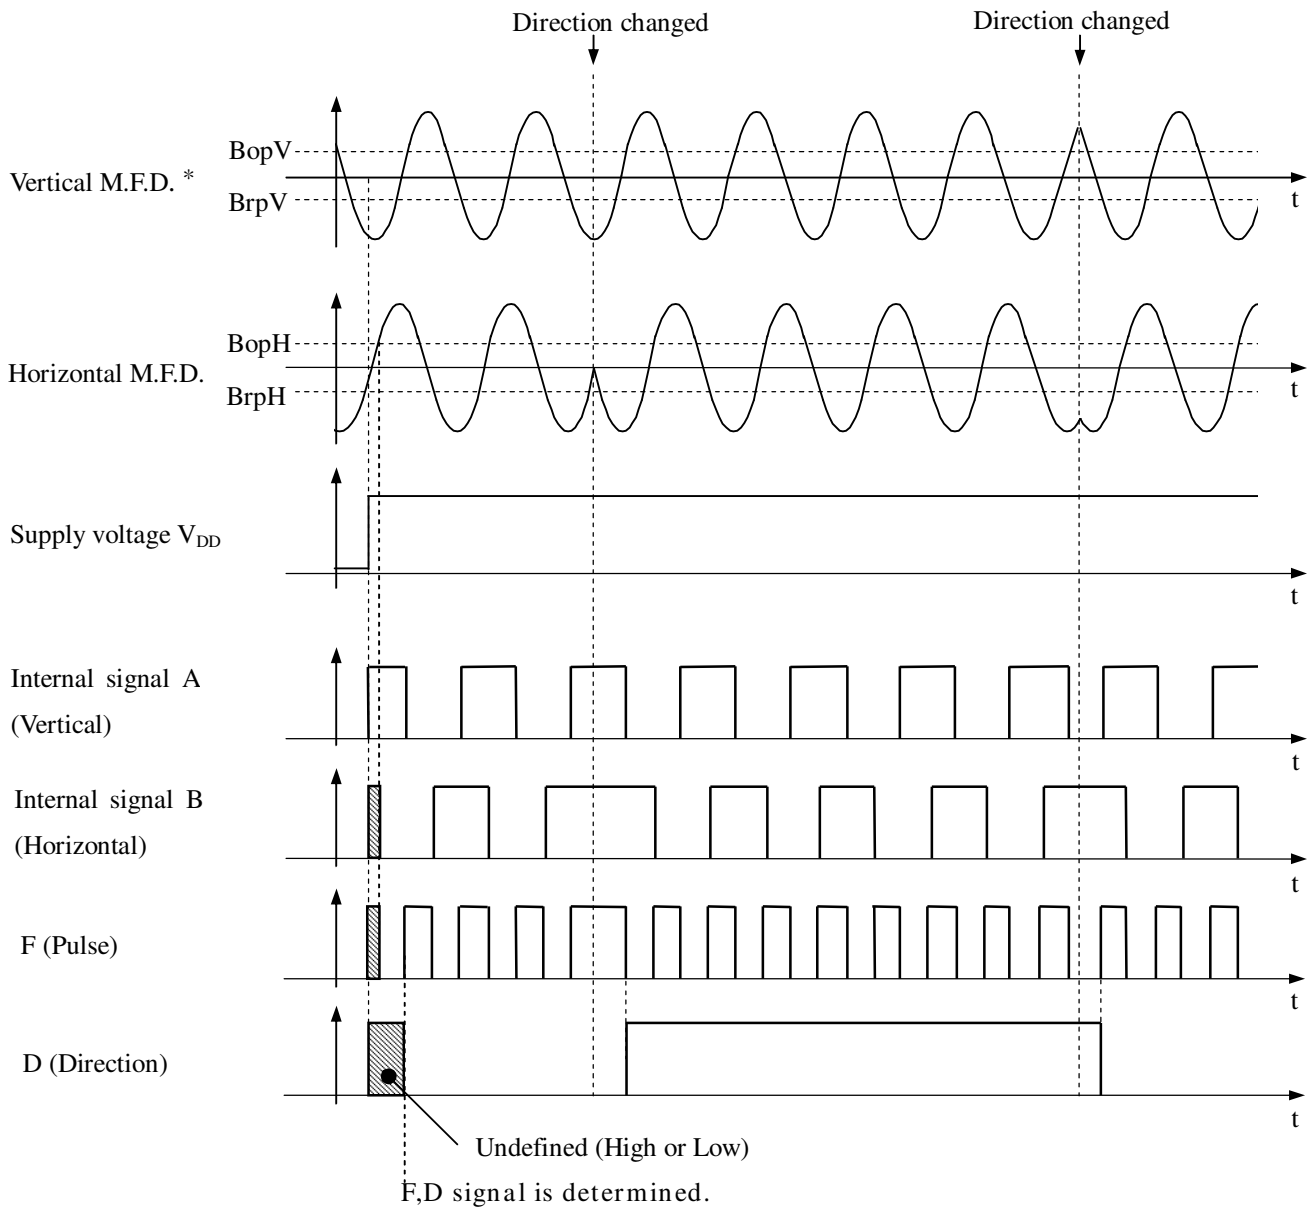 Direction changed
Direction changed
BopV
Vertical M.F.D. *
BrpV
t
BopH
Horizontal M.F.D.
BrpH
t
Supply voltage VDD
t
Internal signal A
(Vertical)
t
Internal signal B
(Horizontal)
t
F (Pulse)
t
D (Direction)
t
Undefined (High or Low)
F,D signal is determined.